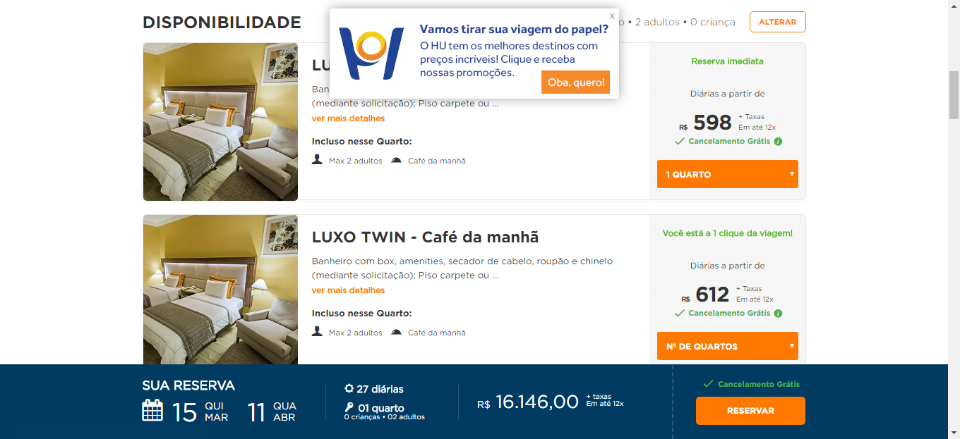 DISPONIBILIDADE
• 2 adultos • 0 criança
ALTERAR
x
Vamos tirar sua viagem do papel?
O HU tem os melhores destinos com
preços incríveis! Clique e receba
nossas promoções.
Oba, quero!
(mediante solicitação); Piso carpete ou ...
ver mais detalhes
Incluso nesse Quarto:
Max 2 adultos Café da manhã
Reserva imediata
Diárias a partir de
R$ 598 + Taxas
Em até 12x
Cancelamento Grátis i
1 QUARTO
LUXO TWIN - Café da manhã
Banheiro com box, amenities, secador de cabelo, roupão e chinelo
(mediante solicitação); Piso carpete ou ...
ver mais detalhes
Incluso nesse Quarto:
Max 2 adultos Café da manhã
Você está a 1 clique da viagem!
Diárias a partir de
R$ 612 + Taxas
Em até 12x
Cancelamento Grátis i
Nº DE QUARTOS
SUA RESERVA
15 QUI
MAR
11 QUA
ABR
27 diárias
01 quarto
0 crianças • 02 adultos
R$ 16.146,00 + taxas
Em até 12x
Cancelamento Grátis
RESERVAR